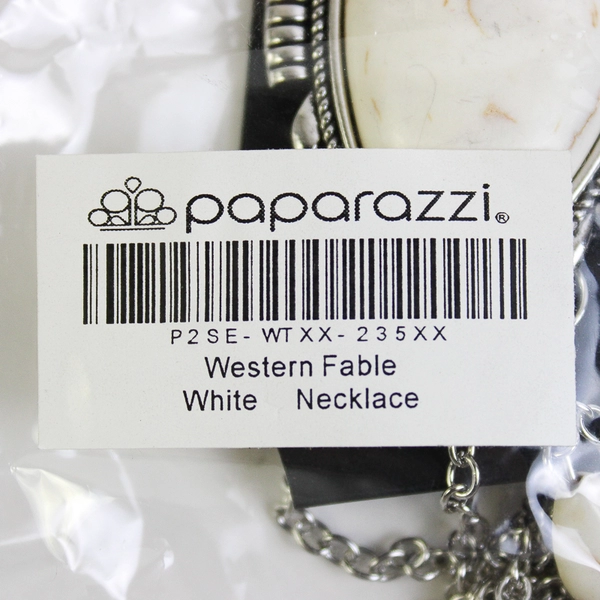 paparazzi®
P2SE-WTXX-235XX
Western Fable
White Necklace